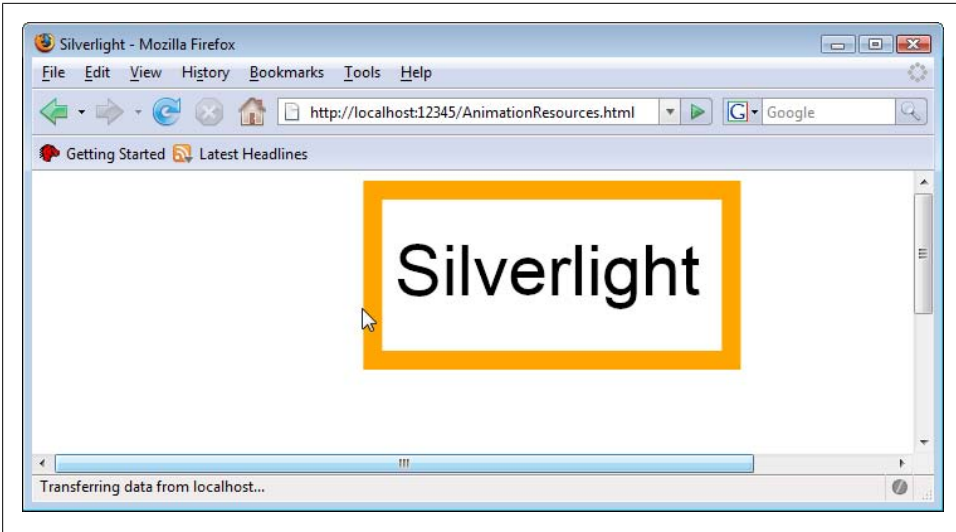 Silverlight - Mozilla Firefox
File Edit View History Bookmarks Tools Help
http://localhost:12345/AnimationResources.html G Google
Getting Started Latest Headlines
Silverlight
Transferring data from localhost...